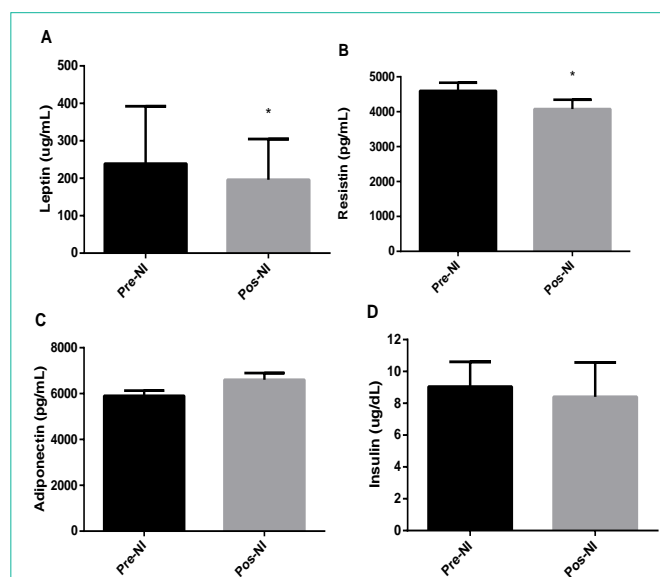 A
Leptin (ug/mL)
500
400
300
200
100
0
*
Pre-NI
Pos-NI
B
Resistin (pg/mL)
5000
4000
3000
2000
1000
0
*
Pre-NI
Pos-NI
C
Adiponectin (pg/mL)
8000
6000
4000
2000
0
Pre-NI
Pos-NI
D
Insulin (ug/dL)
12
10
8
6
4
2
0
Pre-NI
Pos-NI